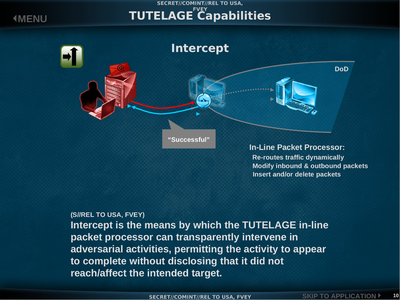 SECRET//COMINT//REL TO USA,
FVEY
MENU
TUTELAGE Capabilities
Intercept
DoD
"Successful"
In-Line Packet Processor:
Re-routes traffic dynamically
Modify inbound & outbound packets
Insert and/or delete packets
(S//REL TO USA, FVEY)
Intercept is the means by which the TUTELAGE in-line
packet processor can transparently intervene in
adversarial activities, permitting the activity to appear
to complete without disclosing that it did not
reach/affect the intended target.
SECRET//COMINT//REL TO USA, FVEY
SKIP TO APPLICATION
10